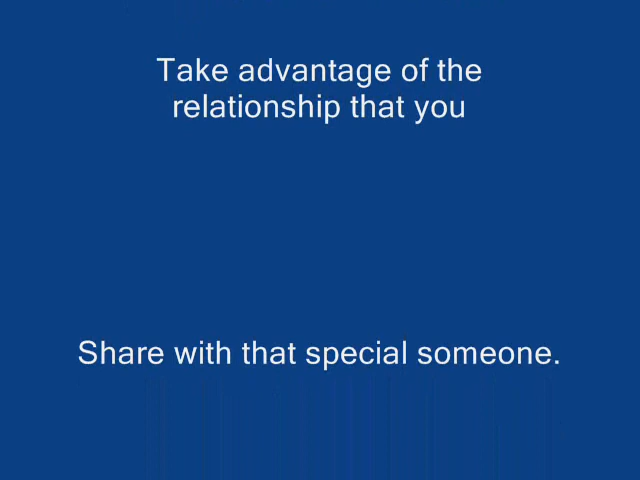 Take advantage of the
relationship that you
Share with that special someone.